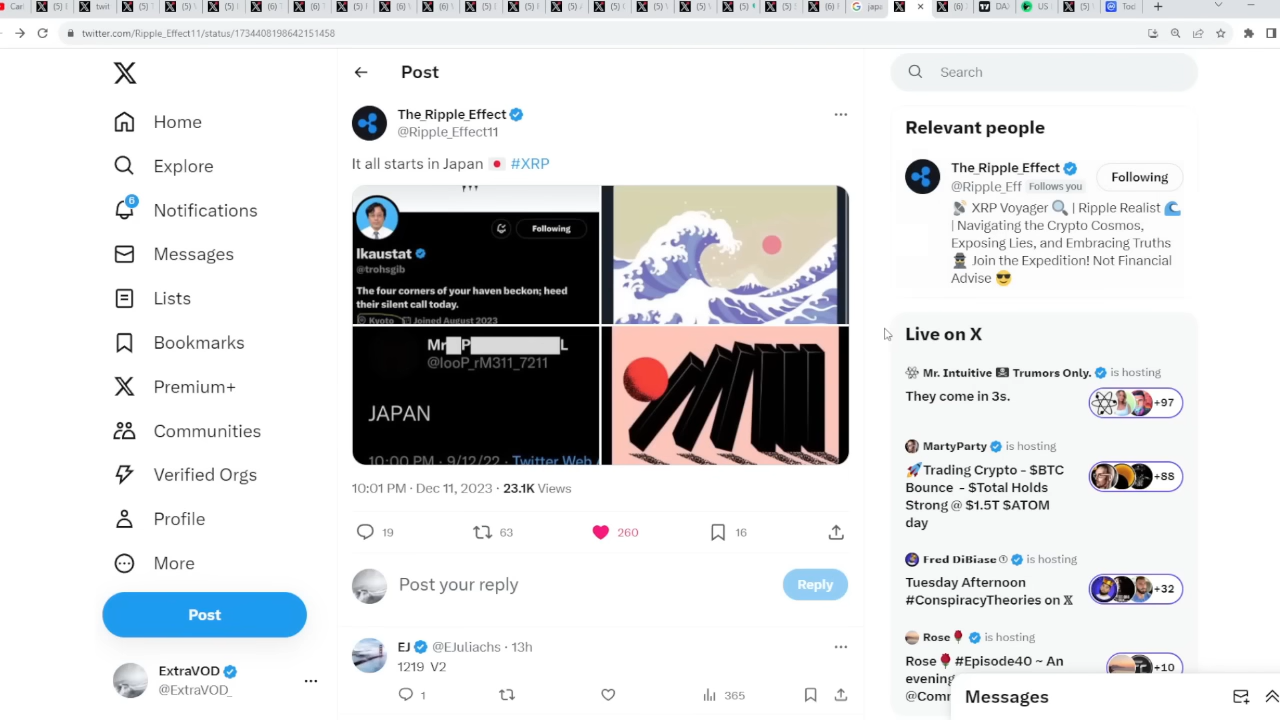 twitter.com/Ripple_Effect11/status/1734408198642151458
Home
Explore
6
Notifications
Messages
Lists
Bookmarks
Premium+
Communities
Verified Orgs
Profile
More
Post
ExtraVOD
@ExtraVOD_
Post
The_Ripple_Effect
@Ripple_Effect11
It all starts in Japan 🇯🇵 #XRP
Following
Ikaustat
@trohsgib
The four corners of your haven beckon; heed
their silent call today.
Kyoto Joined August 2023
Mr P L
@looP_rM311_7211
JAPAN
10:00 PM · 9/12/22 · Twitter Web
10:01 PM · Dec 11, 2023 · 23.1K Views
19 63 260 16
Post your reply
Reply
EJ @EJuliachs · 13h
1219 V2
1 365
Search
Relevant people
The_Ripple_Effect
@Ripple_Eff Follows you
Following
XRP Voyager 🔍 | Ripple Realist 🌊
| Navigating the Crypto Cosmos,
Exposing Lies, and Embracing Truths
Join the Expedition! Not Financial
Advise 😎
Live on X
Mr. Intuitive Trumors Only. is hosting
They come in 3s.
+97
MartyParty is hosting
🚀Trading Crypto - $BTC
Bounce - $Total Holds
Strong @ $1.5T $ATOM
day
+88
Fred DiBiase is hosting
Tuesday Afternoon
#ConspiracyTheories on 𝕏
+32
Rose🌹 is hosting
Rose🌹#Episode40 ~ An
evening
@Comm
+10
Messages